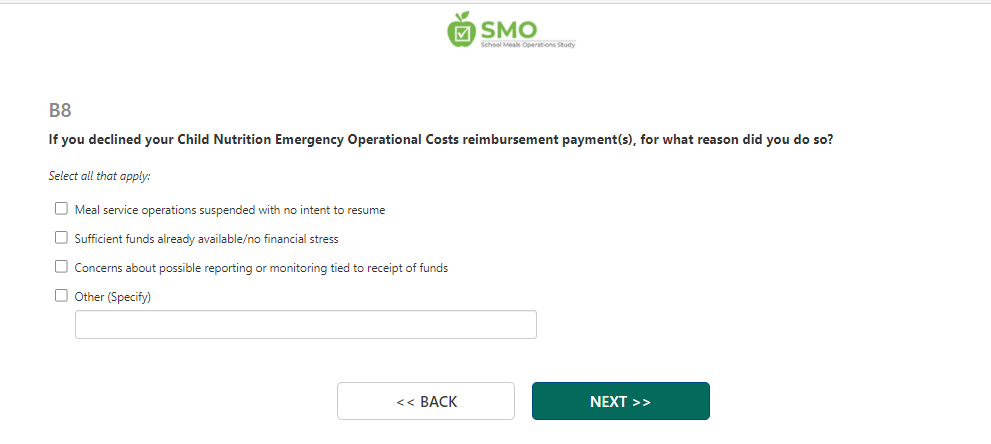 SMO
School Meals Operations Study
B8
If you declined your Child Nutrition Emergency Operational Costs reimbursement payment(s), for what reason did you do so?
Select all that apply:
Meal service operations suspended with no intent to resume
Sufficient funds already available/no financial stress
Concerns about possible reporting or monitoring tied to receipt of funds
Other (Specify)
<< BACK
NEXT >>